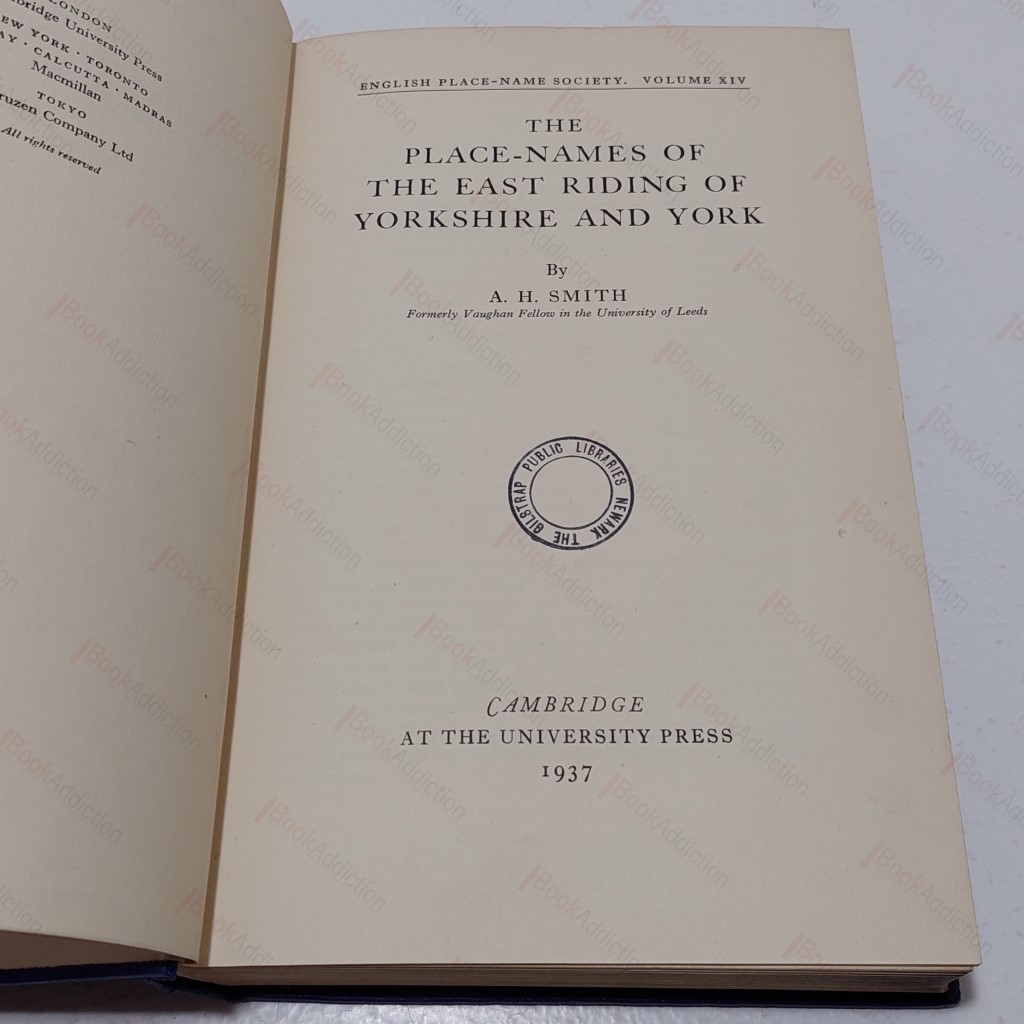 LONDON
bridge University Press
EW YORK · TORONTO
AY · CALCUTTA · MADRAS
Macmillan
TOKYO
ruzen Company Ltd
All rights reserved
ENGLISH PLACE-NAME SOCIETY. VOLUME XIV
THE
PLACE-NAMES OF
THE EAST RIDING OF
YORKSHIRE AND YORK
By
A. H. SMITH
Formerly Vaughan Fellow in the University of Leeds
THE GILSTRAP PUBLIC LIBRARIES NEWARK
CAMBRIDGE
AT THE UNIVERSITY PRESS
1937
BookAddiction